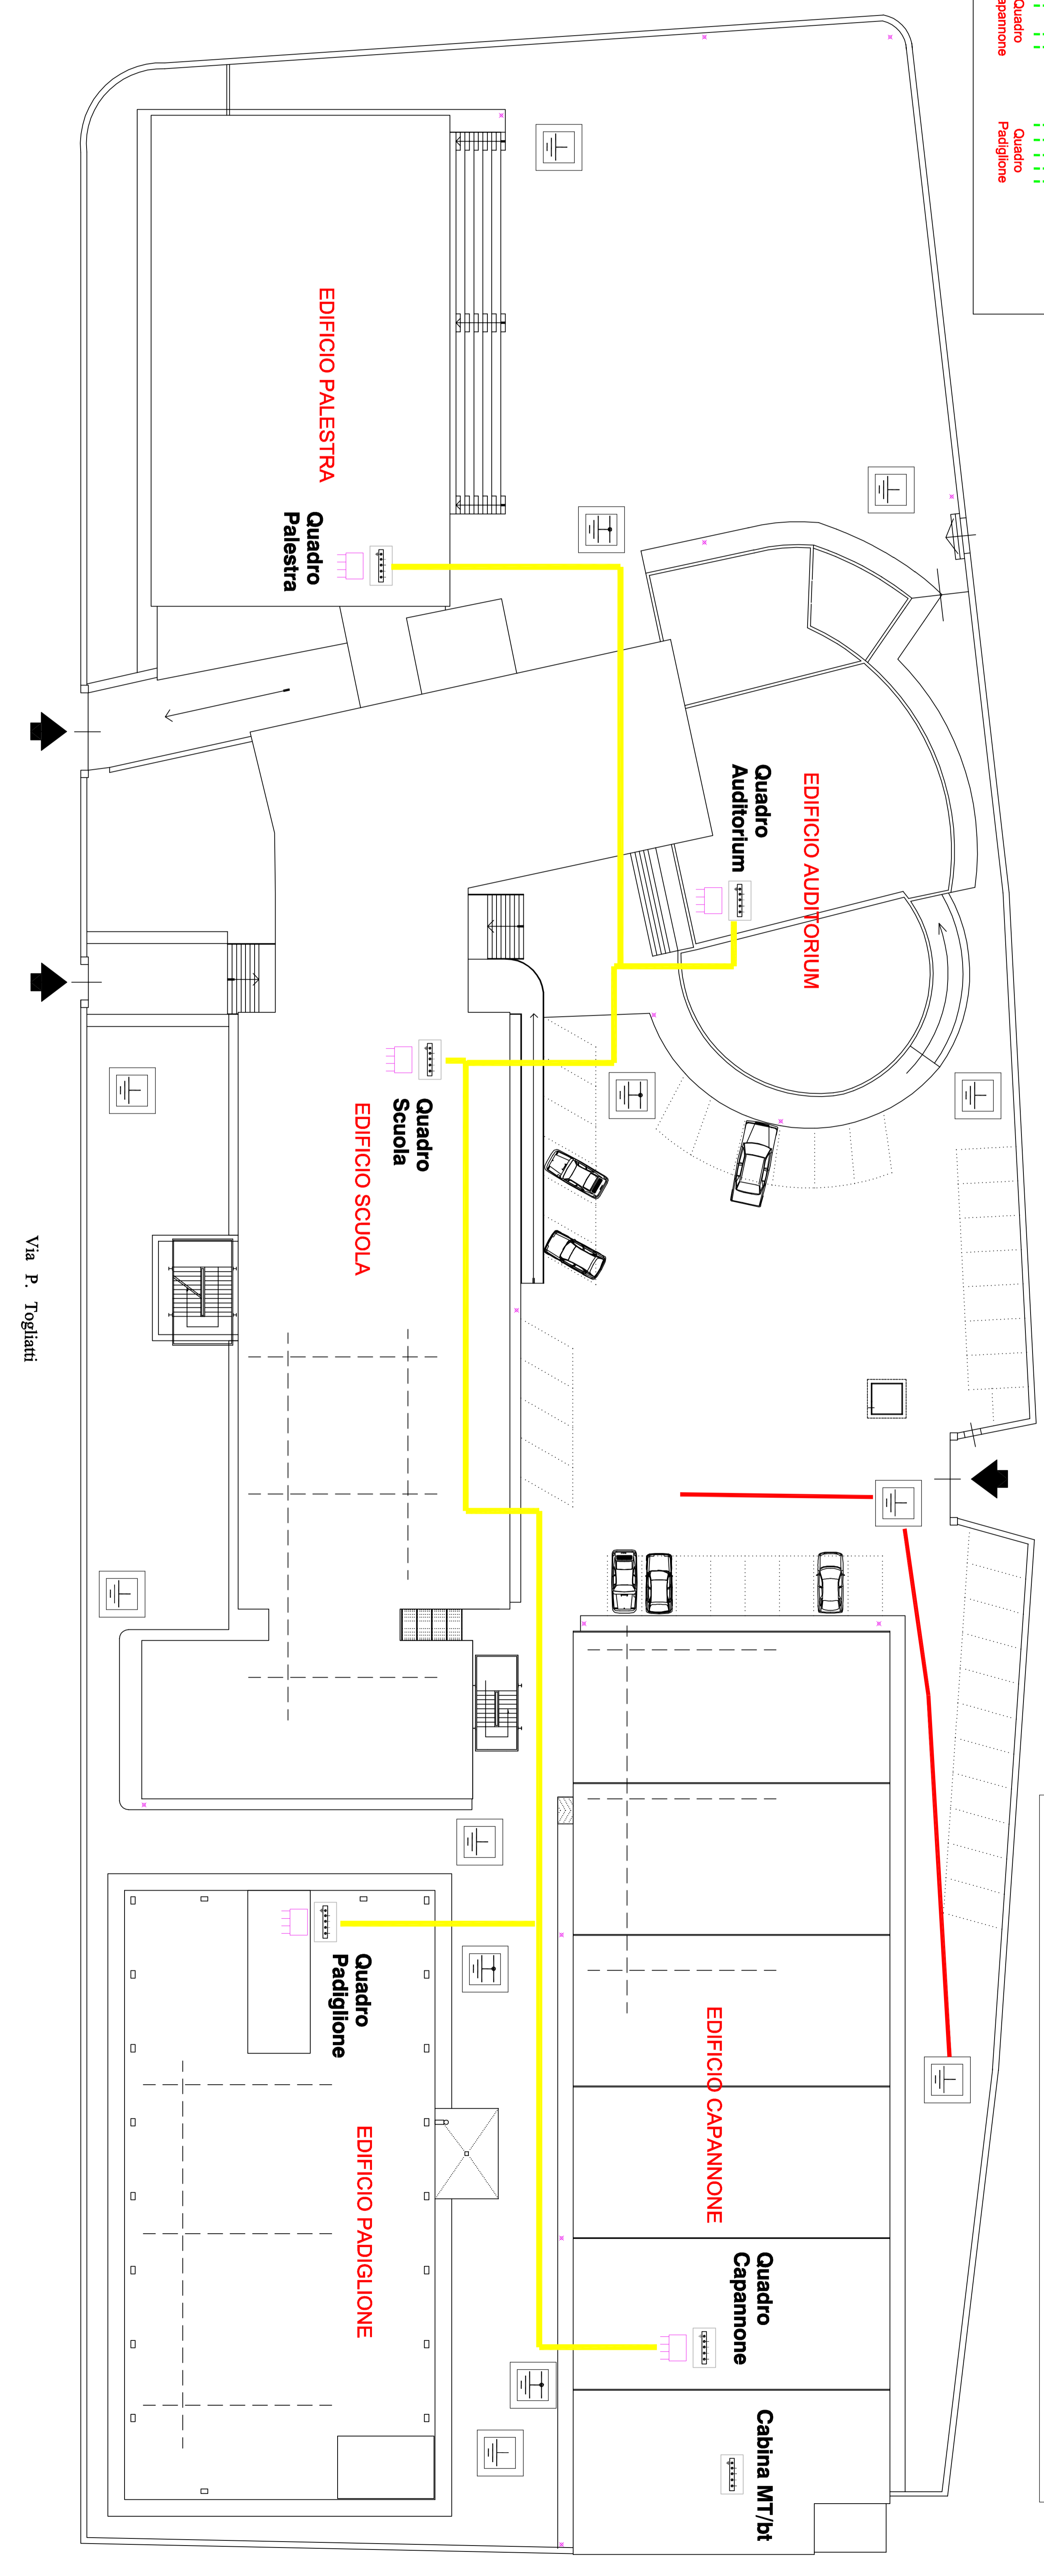 Quadro
Quadro
Padiglione
EDIFICIO PALESTRA
Quadro
Palestra
Quadro
Auditorium
EDIFICIO AUDITORIUM
Quadro
Scuola
EDIFICIO SCUOLA
Via P. Togliatti
Quadro
Padiglione
EDIFICIO PADIGLIONE
EDIFICIO CAPANNONE
Quadro
Capannone
Cabina MT/bt